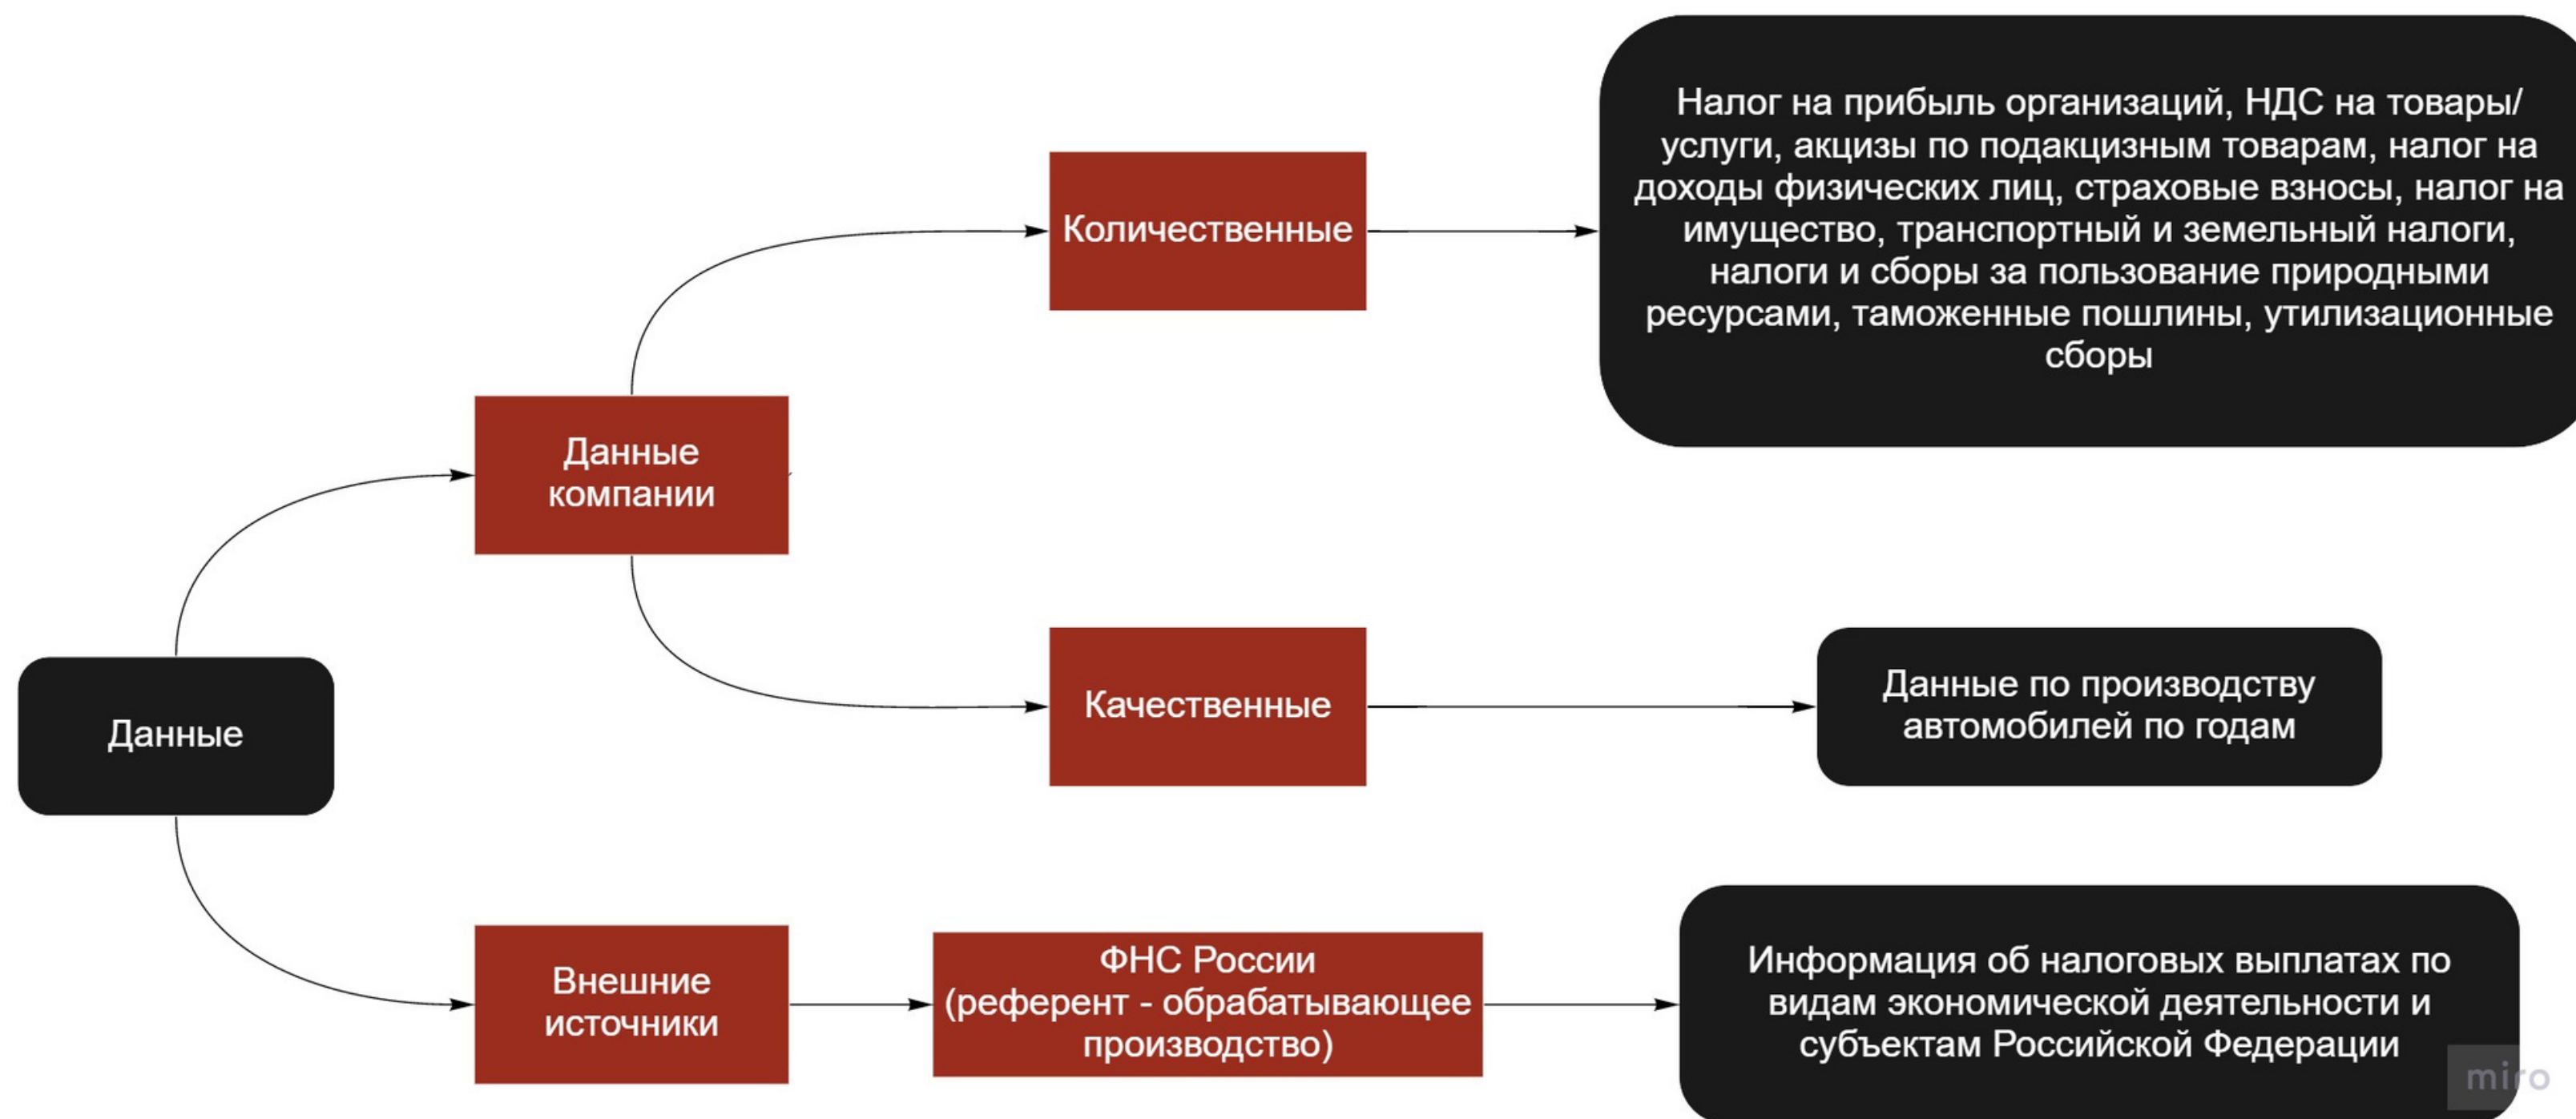 Налог на прибыль организаций, НДС на товары/
услуги, акцизы по подакцизным товарам, налог на
доходы физических лиц, страховые взносы, налог на
имущество, транспортный и земельный налоги,
налоги и сборы за пользование природными
ресурсами, таможенные пошлины, утилизационные
сборы
Количественные
Данные
компании
Качественные
Данные по производству
автомобилей по годам
Данные
Внешние
источники
ФНС России
(референт - обрабатывающее
производство)
Информация об налоговых выплатах по
видам экономической деятельности и
субъектам Российской Федерации
miro